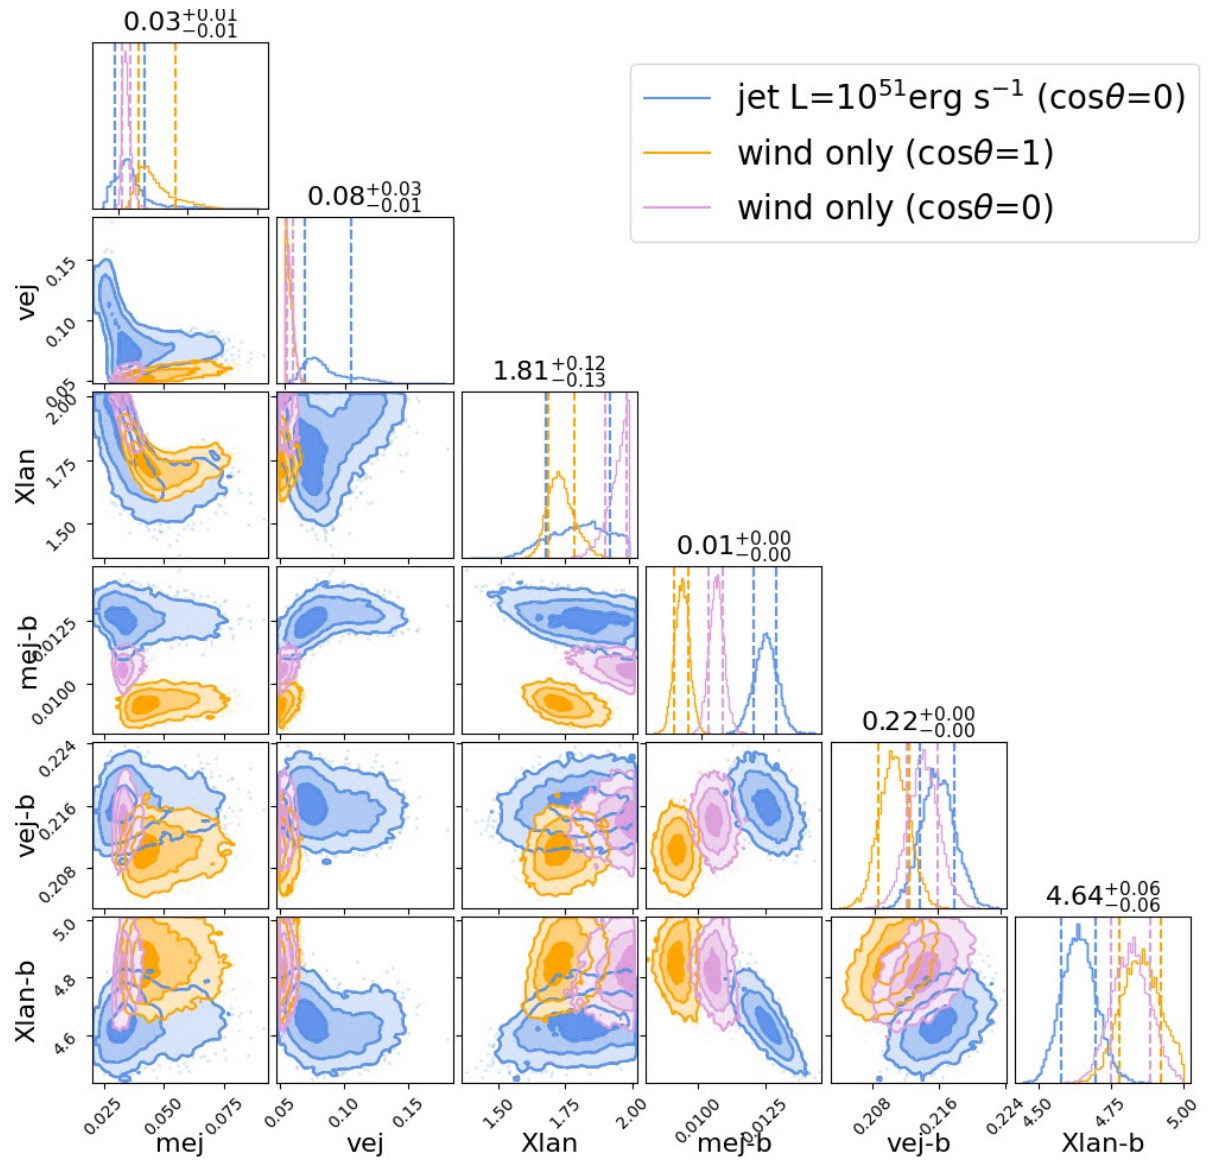 0.03+0.01−0.01
jet L=10⁵¹erg s⁻¹ (cosθ=0)
wind only (cosθ=1)
wind only (cosθ=0)
0.08+0.03−0.01
vej
0.15
0.10
0.05
1.81+0.12−0.13
Xlan
2.00
1.75
1.50
0.01+0.00−0.00
mej-b
0.0125
0.0100
0.22+0.00−0.00
vej-b
0.224
0.216
0.208
4.64+0.06−0.06
Xlan-b
5.0
4.8
4.6
0.025 0.050 0.075 0.05 0.10 0.15 1.50 1.75 2.00 0.0100 0.0125 0.208 0.216 0.224 4.50 4.75 5.00
mej vej Xlan mej-b vej-b Xlan-b